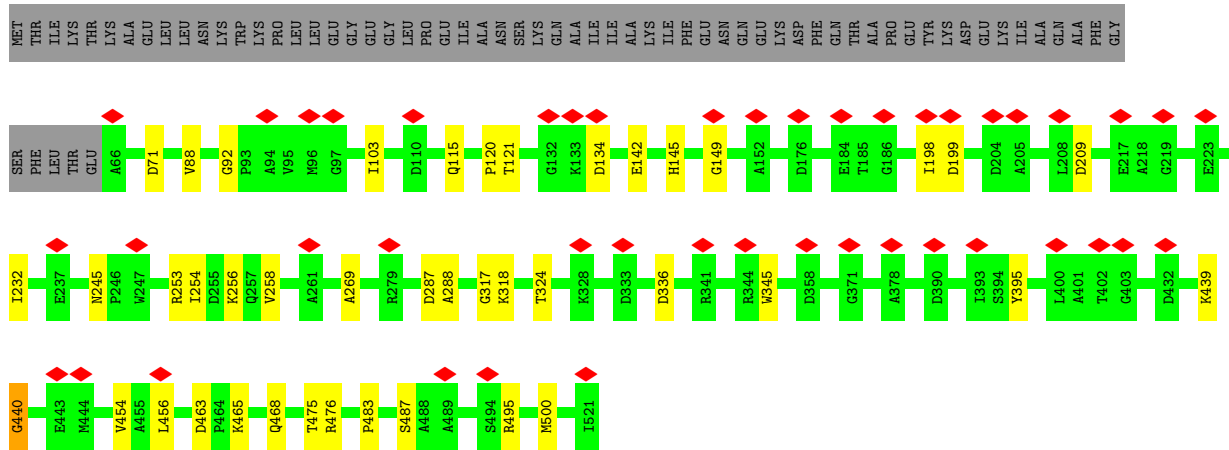 MET THR ILE LYS THR LYS ALA GLU LEU LEU ASN LYS TRP LYS PRO LEU LEU GLU GLY GLU GLY LEU PRO GLU ILE ALA ASN SER LYS GLN ALA ILE ILE ALA LYS ILE PHE GLU ASN GLN GLU LYS ASP PHE GLN THR ALA PRO GLU TYR LYS ASP GLU LYS ILE ALA GLN ALA PHE GLY
SER PHE LEU THR GLU A66 D71 V88 G92 P93 A94 V95 M96 G97 I103 D110 Q115 P120 T121 G132 K133 D134 E142 H145 G149 A152 D176 E184 T185 G186 I198 D199 D204 A205 L208 D209 E217 A218 G219 E223
I232 E237 N245 P246 W247 R253 I254 D255 K256 Q257 V258 A261 A269 R279 D287 A288 G317 K318 T324 K328 D333 D336 R341 R344 W345 D358 G371 A378 D390 I393 S394 Y395 L400 A401 T402 G403 D432 K439
G440 E443 M444 V454 A455 L456 D463 P464 K465 Q468 T475 R476 P483 S487 A488 A489 S494 R495 M500 I521